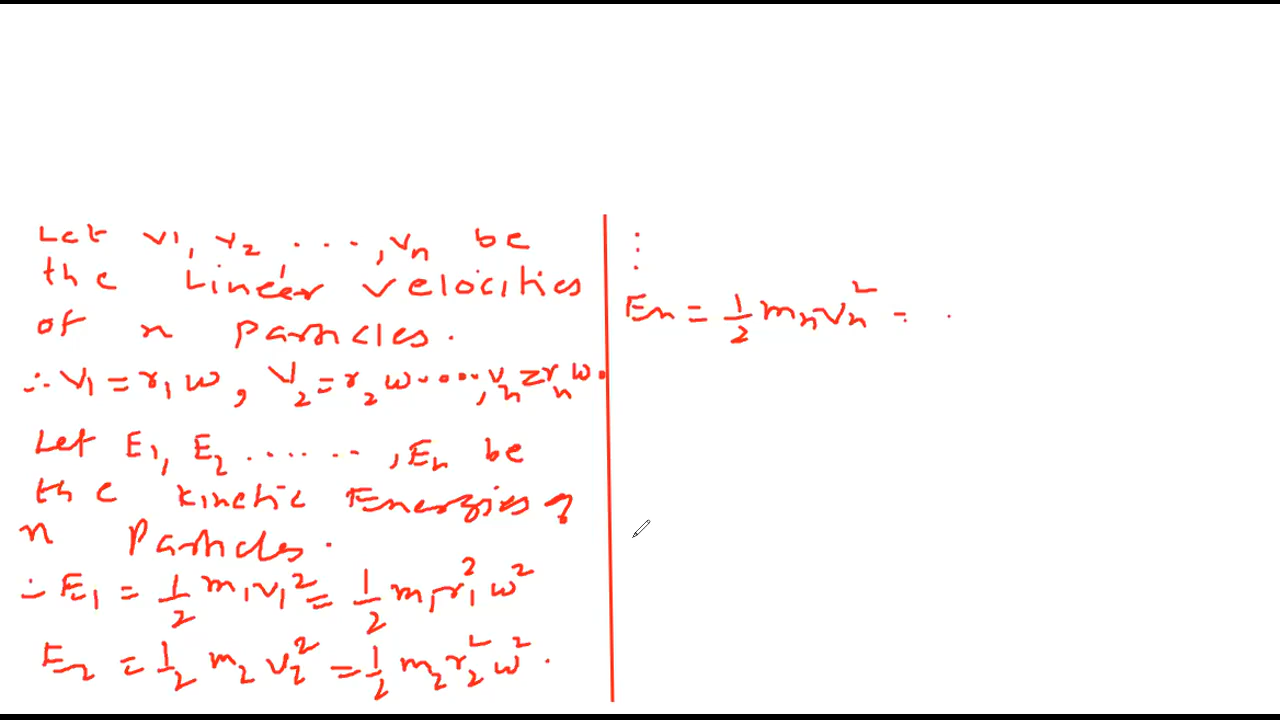 Let v1, v2 ....., vn be
the Linear velocities
of n Particles.
∴ v1 = r1 w, v2 = r2 w....., vn = rn w.
Let E1, E2 ......., En be
the kinetic Energies of
n Particles.
∴ E1 = 1/2 m1 v1² = 1/2 m1 r1² w²
E2 = 1/2 m2 v2² = 1/2 m2 r2² w².
⋮
En = 1/2 mn vn² = .